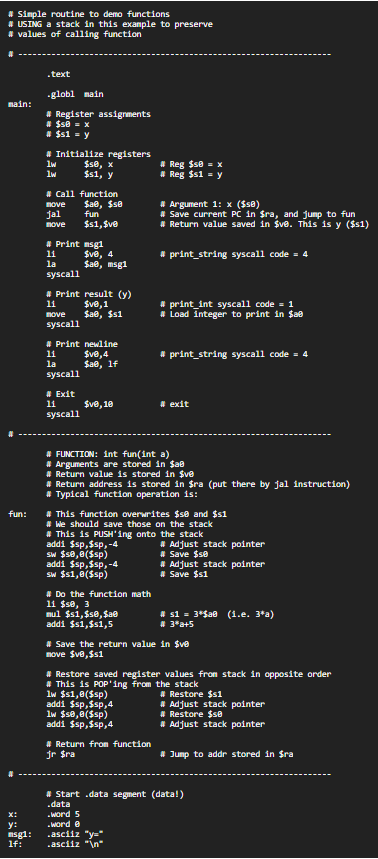 # Simple routine to demo functions
# USING a stack in this example to preserve
# values of calling function
# ------------------------------------------------------------------
.text
.globl main
main:
# Register assignments
# $s0 = x
# $s1 = y
# Initialize registers
lw $s0, x # Reg $s0 = x
lw $s1, y # Reg $s1 = y
# Call function
move $a0, $s0 # Argument 1: x ($s0)
jal fun # Save current PC in $ra, and jump to fun
move $s1,$v0 # Return value saved in $v0. This is y ($s1)
# Print msg1
li $v0, 4 # print_string syscall code = 4
la $a0, msg1
syscall
# Print result (y)
li $v0,1 # print_int syscall code = 1
move $a0, $s1 # Load integer to print in $a0
syscall
# Print newline
li $v0,4 # print_string syscall code = 4
la $a0, lf
syscall
# Exit
li $v0,10 # exit
syscall
# ------------------------------------------------------------------
# FUNCTION: int fun(int a)
# Arguments are stored in $a0
# Return value is stored in $v0
# Return address is stored in $ra (put there by jal instruction)
# Typical function operation is:
fun: # This function overwrites $s0 and $s1
# We should save those on the stack
# This is PUSH'ing onto the stack
addi $sp,$sp,-4 # Adjust stack pointer
sw $s0,0($sp) # Save $s0
addi $sp,$sp,-4 # Adjust stack pointer
sw $s1,0($sp) # Save $s1
# Do the function math
li $s0, 3
mul $s1,$s0,$a0 # s1 = 3*$a0 (i.e. 3*a)
addi $s1,$s1,5 # 3*a+5
# Save the return value in $v0
move $v0,$s1
# Restore saved register values from stack in opposite order
# This is POP'ing from the stack
lw $s1,0($sp) # Restore $s1
addi $sp,$sp,4 # Adjust stack pointer
lw $s0,0($sp) # Restore $s0
addi $sp,$sp,4 # Adjust stack pointer
# Return from function
jr $ra # Jump to addr stored in $ra
# ------------------------------------------------------------------
# Start .data segment (data!)
.data
x: .word 5
y: .word 0
msg1: .asciiz "y="
lf: .asciiz "\n"